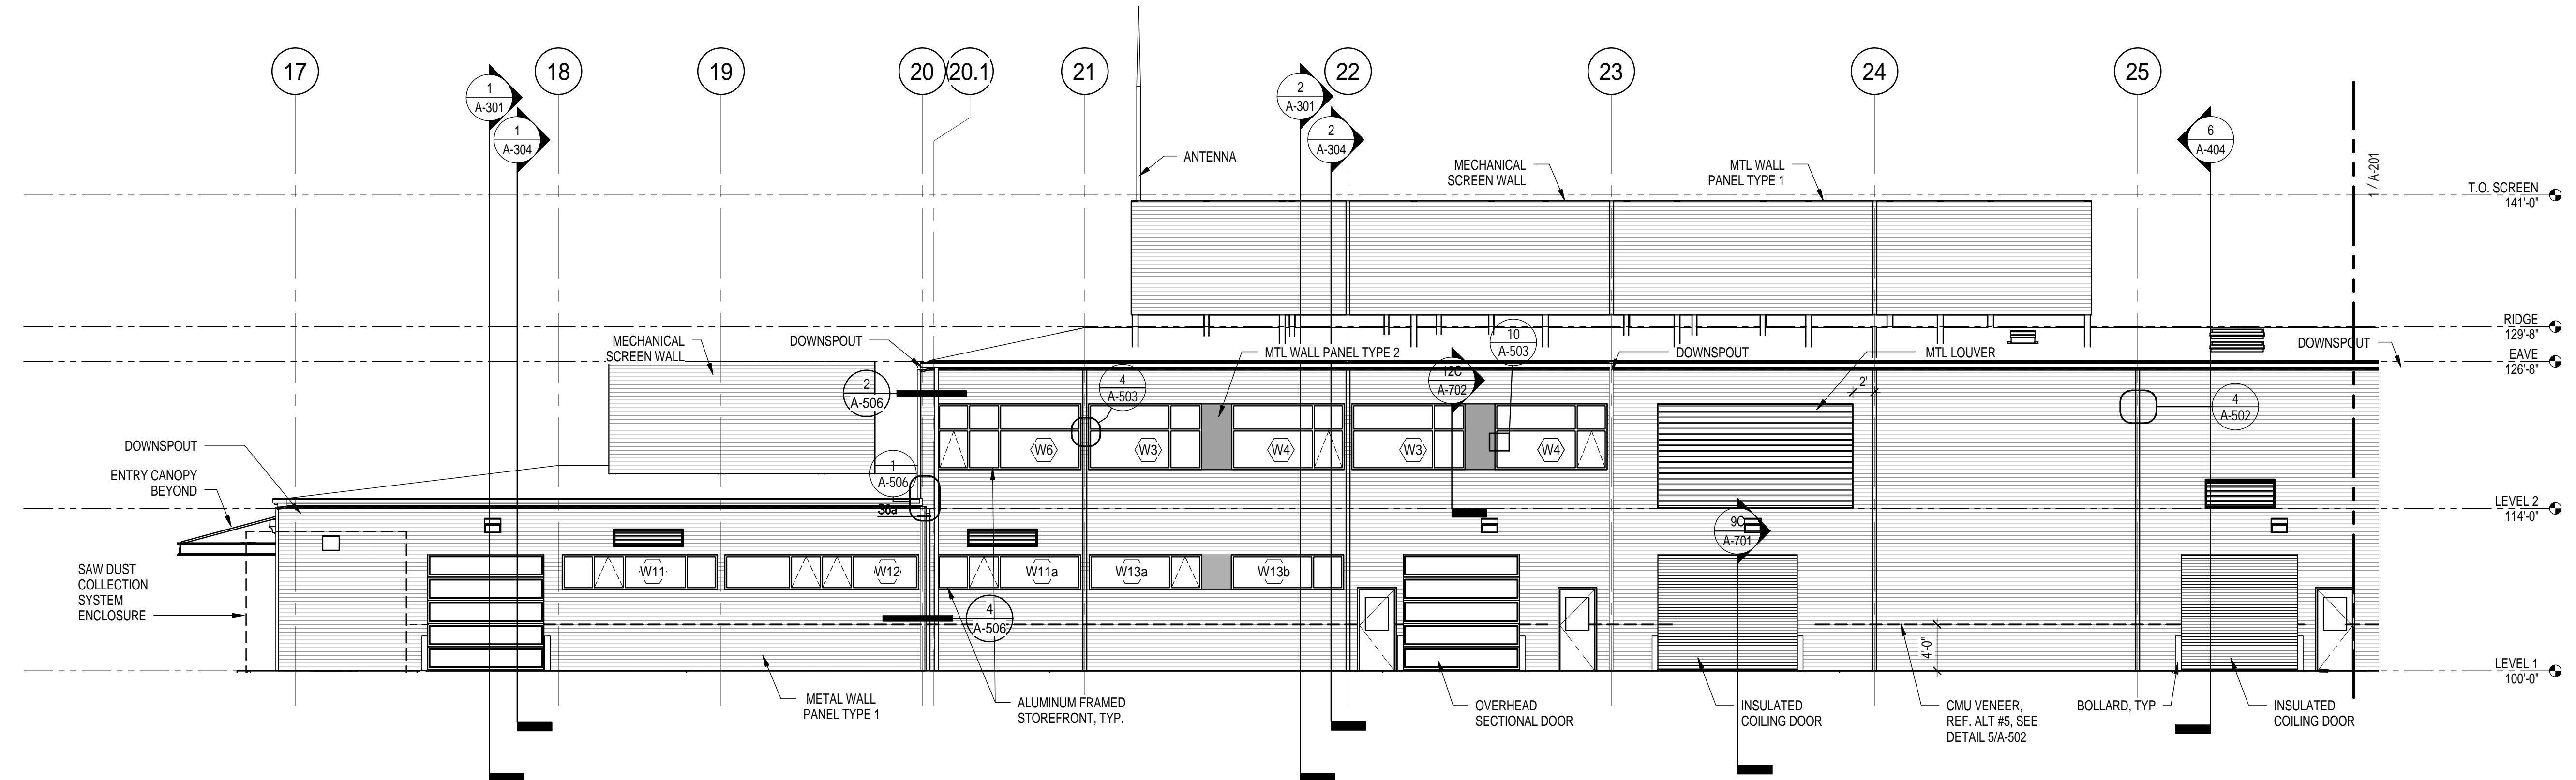 17
18
19
20
20.1
21
22
23
24
25
1
A-301
1
A-304
2
A-301
2
A-304
6
A-404
ANTENNA
MECHANICAL
SCREEN WALL
MTL WALL
PANEL TYPE 1
1 / A-201
T.O. SCREEN
141'-0"
RIDGE
129'-8"
EAVE
126'-8"
LEVEL 2
114'-0"
LEVEL 1
100'-0"
MECHANICAL
SCREEN WALL
DOWNSPOUT
MTL WALL PANEL TYPE 2
10
A-503
DOWNSPOUT
MTL LOUVER
DOWNSPOUT
2
A-506
4
A-503
12C
A-702
2'
4
A-502
W6
W3
W4
W3
W4
DOWNSPOUT
ENTRY CANOPY
BEYOND
1
A-506
S6a
9C
A-701
SAW DUST
COLLECTION
SYSTEM
ENCLOSURE
W11
W12
W11a
W13a
W13b
4
A-506
4'-0"
METAL WALL
PANEL TYPE 1
ALUMINUM FRAMED
STOREFRONT, TYP.
OVERHEAD
SECTIONAL DOOR
INSULATED
COILING DOOR
CMU VENEER,
REF. ALT #5, SEE
DETAIL 5/A-502
BOLLARD, TYP
INSULATED
COILING DOOR